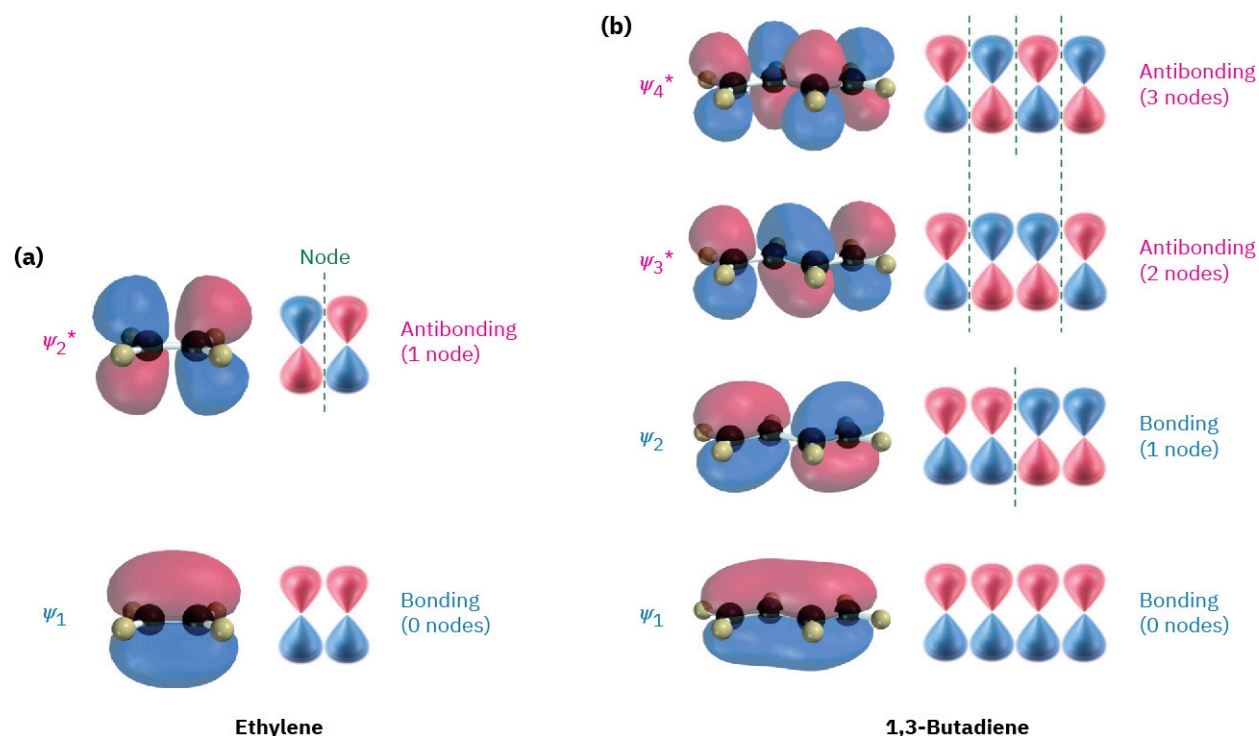 (a)
Node
ψ2*
Antibonding
(1 node)
ψ1
Bonding
(0 nodes)
Ethylene
(b)
ψ4*
Antibonding
(3 nodes)
ψ3*
Antibonding
(2 nodes)
ψ2
Bonding
(1 node)
ψ1
Bonding
(0 nodes)
1,3-Butadiene